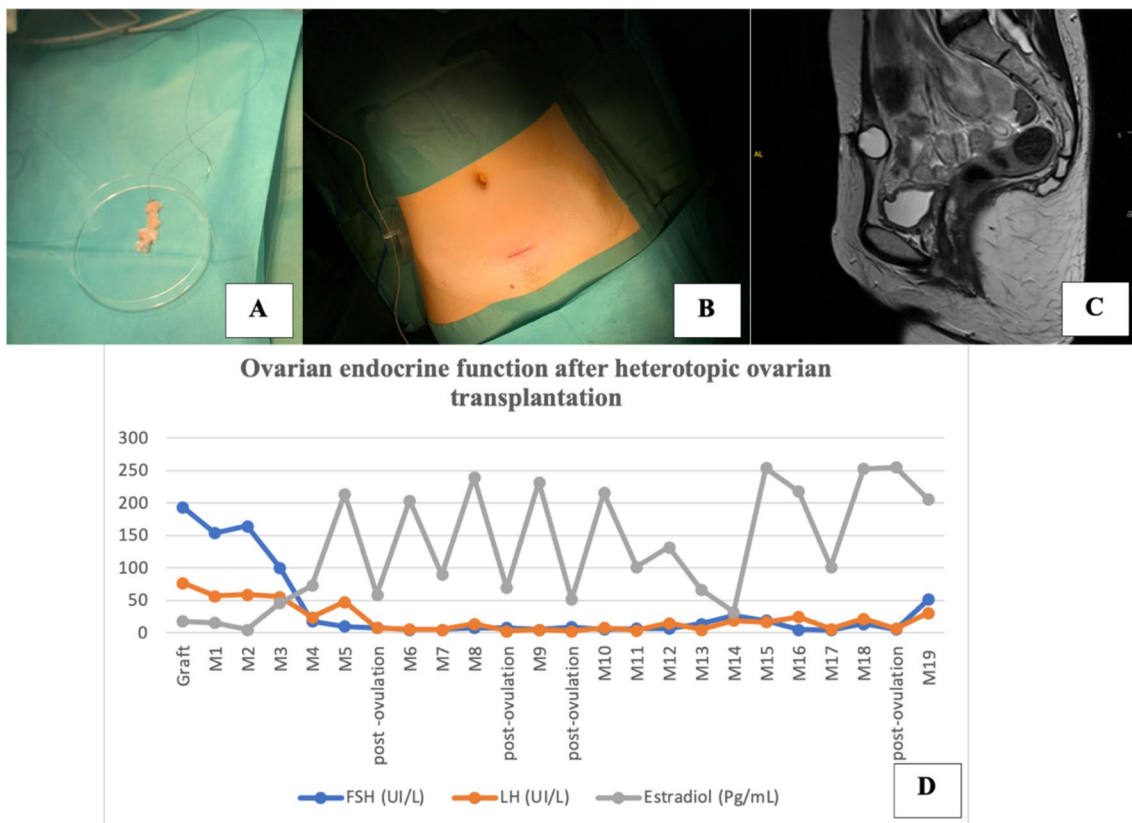 A
B
AL
S
C
Ovarian endocrine function after heterotopic ovarian
transplantation
300
250
200
150
100
50
0
Graft
M1
M2
M3
M4
M5
post -ovulation
M6
M7
M8
post-ovulation
M9
post-ovulation
M10
M11
M12
M13
M14
M15
M16
M17
M18
post-ovulation
M19
FSH (UI/L)
LH (UI/L)
Estradiol (Pg/mL)
D